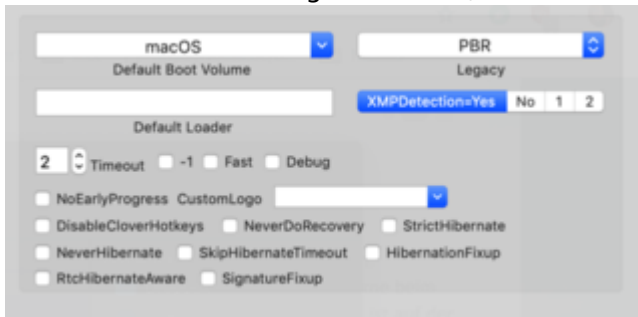 macOS PBR
Default Boot Volume Legacy
XMPDetection=Yes No 1 2
Default Loader
2 Timeout -1 Fast Debug
NoEarlyProgress CustomLogo
DisableCloverHotkeys NeverDoRecovery StrictHibernate
NeverHibernate SkipHibernateTimeout HibernationFixup
RtcHibernateAware SignatureFixup